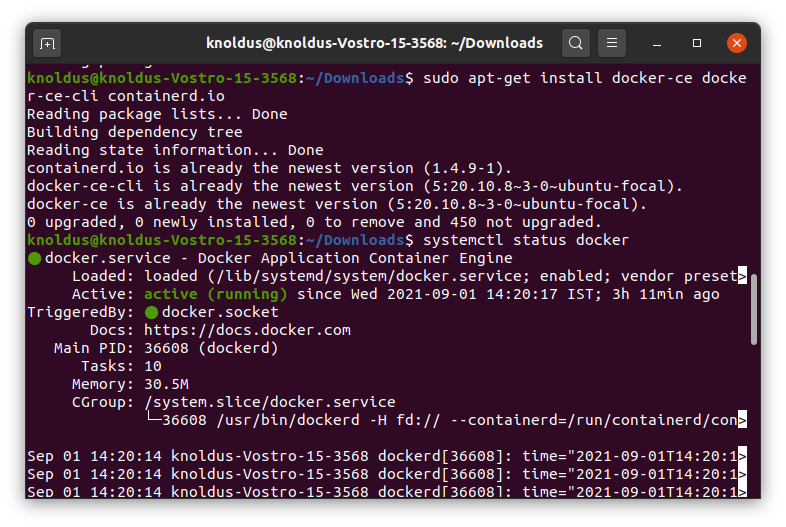 knoldus@knoldus-Vostro-15-3568: ~/Downloads
knoldus@knoldus-Vostro-15-3568:~/Downloads$ sudo apt-get install docker-ce docke
r-ce-cli containerd.io
Reading package lists... Done
Building dependency tree
Reading state information... Done
containerd.io is already the newest version (1.4.9-1).
docker-ce-cli is already the newest version (5:20.10.8~3-0~ubuntu-focal).
docker-ce is already the newest version (5:20.10.8~3-0~ubuntu-focal).
0 upgraded, 0 newly installed, 0 to remove and 450 not upgraded.
knoldus@knoldus-Vostro-15-3568:~/Downloads$ systemctl status docker
● docker.service - Docker Application Container Engine
Loaded: loaded (/lib/systemd/system/docker.service; enabled; vendor preset>
Active: active (running) since Wed 2021-09-01 14:20:17 IST; 3h 11min ago
TriggeredBy: ● docker.socket
Docs: https://docs.docker.com
Main PID: 36608 (dockerd)
Tasks: 10
Memory: 30.5M
CGroup: /system.slice/docker.service
└─36608 /usr/bin/dockerd -H fd:// --containerd=/run/containerd/con>
Sep 01 14:20:14 knoldus-Vostro-15-3568 dockerd[36608]: time="2021-09-01T14:20:1>
Sep 01 14:20:14 knoldus-Vostro-15-3568 dockerd[36608]: time="2021-09-01T14:20:1>
Sep 01 14:20:14 knoldus-Vostro-15-3568 dockerd[36608]: time="2021-09-01T14:20:1>